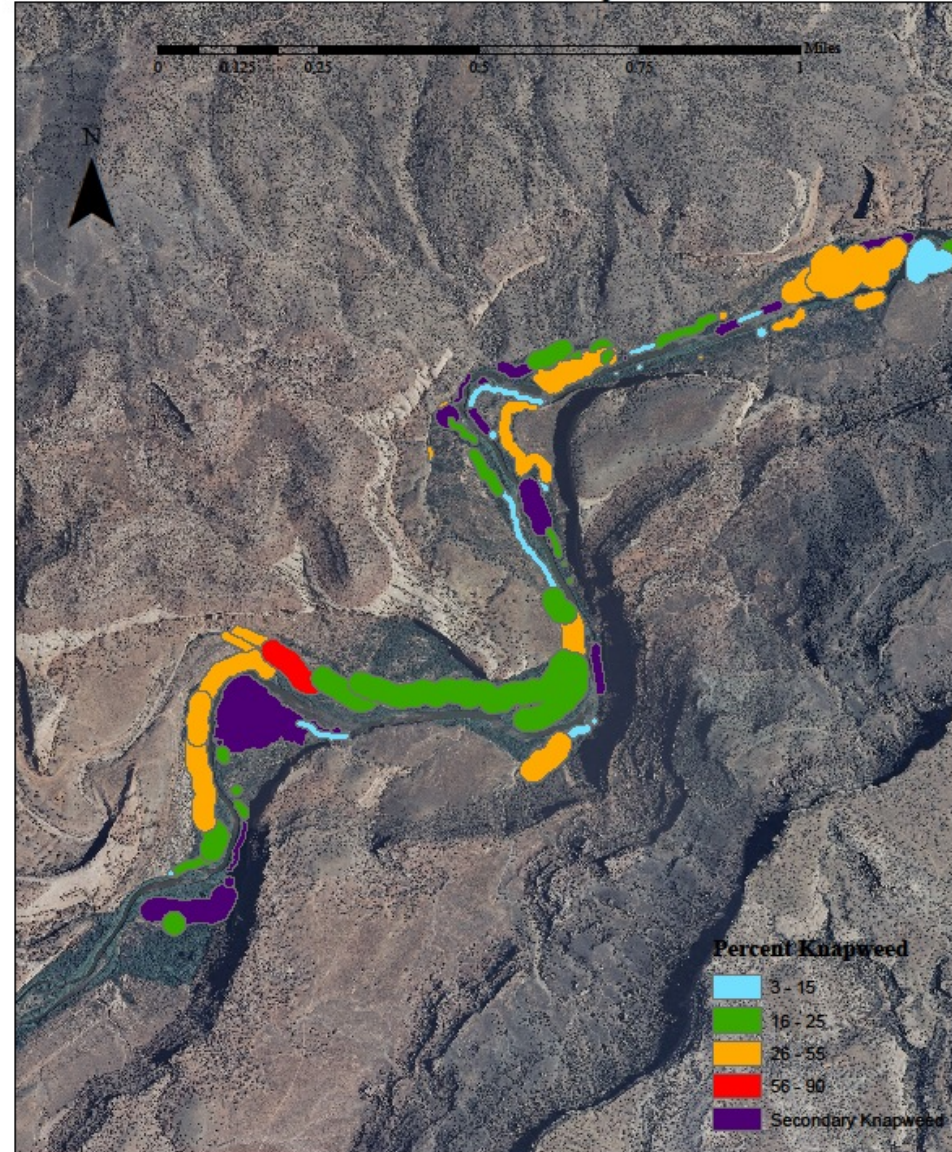 Miles
0 0.125 0.25 0.5 0.75 1
N
Percent Knapweed
3 - 15
16 - 25
26 - 55
56 - 90
Secondary Knapweed